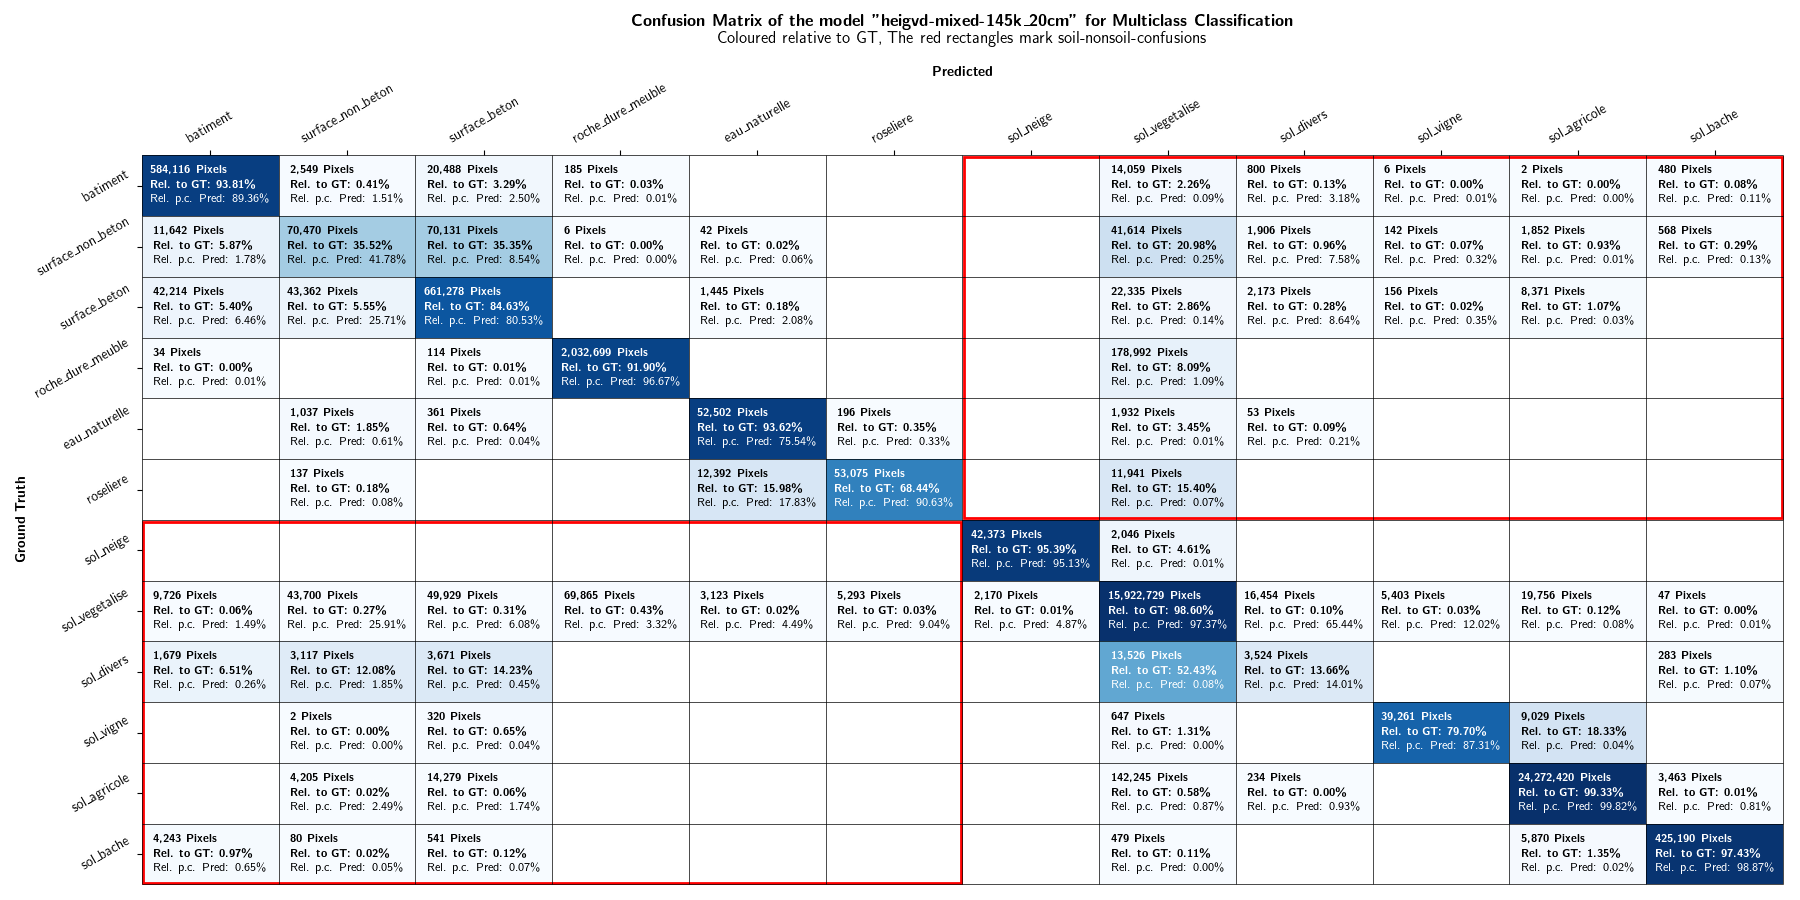 Confusion Matrix of the model "heigvd-mixed-145k_20cm" for Multiclass Classification
Coloured relative to GT, The red rectangles mark soil-nonsoil-confusions
Predicted
batiment surface_non_beton surface_beton roche_dure_meuble eau_naturelle roseliere sol_neige sol_vegetalise sol_divers sol_vigne sol_agricole sol_bache
Ground Truth
batiment
584,116 Pixels
Rel. to GT: 93.81%
Rel. p.c. Pred: 89.36%
2,549 Pixels
Rel. to GT: 0.41%
Rel. p.c. Pred: 1.51%
20,488 Pixels
Rel. to GT: 3.29%
Rel. p.c. Pred: 2.50%
185 Pixels
Rel. to GT: 0.03%
Rel. p.c. Pred: 0.01%
14,059 Pixels
Rel. to GT: 2.26%
Rel. p.c. Pred: 0.09%
800 Pixels
Rel. to GT: 0.13%
Rel. p.c. Pred: 3.18%
6 Pixels
Rel. to GT: 0.00%
Rel. p.c. Pred: 0.01%
2 Pixels
Rel. to GT: 0.00%
Rel. p.c. Pred: 0.00%
480 Pixels
Rel. to GT: 0.08%
Rel. p.c. Pred: 0.11%
surface_non_beton
11,642 Pixels
Rel. to GT: 5.87%
Rel. p.c. Pred: 1.78%
70,470 Pixels
Rel. to GT: 35.52%
Rel. p.c. Pred: 41.78%
70,131 Pixels
Rel. to GT: 35.35%
Rel. p.c. Pred: 8.54%
6 Pixels
Rel. to GT: 0.00%
Rel. p.c. Pred: 0.00%
42 Pixels
Rel. to GT: 0.02%
Rel. p.c. Pred: 0.06%
41,614 Pixels
Rel. to GT: 20.98%
Rel. p.c. Pred: 0.25%
1,906 Pixels
Rel. to GT: 0.96%
Rel. p.c. Pred: 7.58%
142 Pixels
Rel. to GT: 0.07%
Rel. p.c. Pred: 0.32%
1,852 Pixels
Rel. to GT: 0.93%
Rel. p.c. Pred: 0.01%
568 Pixels
Rel. to GT: 0.29%
Rel. p.c. Pred: 0.13%
surface_beton
42,214 Pixels
Rel. to GT: 5.40%
Rel. p.c. Pred: 6.46%
43,362 Pixels
Rel. to GT: 5.55%
Rel. p.c. Pred: 25.71%
661,278 Pixels
Rel. to GT: 84.63%
Rel. p.c. Pred: 80.53%
1,445 Pixels
Rel. to GT: 0.18%
Rel. p.c. Pred: 2.08%
22,335 Pixels
Rel. to GT: 2.86%
Rel. p.c. Pred: 0.14%
2,173 Pixels
Rel. to GT: 0.28%
Rel. p.c. Pred: 8.64%
156 Pixels
Rel. to GT: 0.02%
Rel. p.c. Pred: 0.35%
8,371 Pixels
Rel. to GT: 1.07%
Rel. p.c. Pred: 0.03%
roche_dure_meuble
34 Pixels
Rel. to GT: 0.00%
Rel. p.c. Pred: 0.01%
114 Pixels
Rel. to GT: 0.01%
Rel. p.c. Pred: 0.01%
2,032,699 Pixels
Rel. to GT: 91.90%
Rel. p.c. Pred: 96.67%
178,992 Pixels
Rel. to GT: 8.09%
Rel. p.c. Pred: 1.09%
eau_naturelle
1,037 Pixels
Rel. to GT: 1.85%
Rel. p.c. Pred: 0.61%
361 Pixels
Rel. to GT: 0.64%
Rel. p.c. Pred: 0.04%
52,502 Pixels
Rel. to GT: 93.62%
Rel. p.c. Pred: 75.54%
196 Pixels
Rel. to GT: 0.35%
Rel. p.c. Pred: 0.33%
1,932 Pixels
Rel. to GT: 3.45%
Rel. p.c. Pred: 0.01%
53 Pixels
Rel. to GT: 0.09%
Rel. p.c. Pred: 0.21%
roseliere
137 Pixels
Rel. to GT: 0.18%
Rel. p.c. Pred: 0.08%
12,392 Pixels
Rel. to GT: 15.98%
Rel. p.c. Pred: 17.83%
53,075 Pixels
Rel. to GT: 68.44%
Rel. p.c. Pred: 90.63%
11,941 Pixels
Rel. to GT: 15.40%
Rel. p.c. Pred: 0.07%
sol_neige
42,373 Pixels
Rel. to GT: 95.39%
Rel. p.c. Pred: 95.13%
2,046 Pixels
Rel. to GT: 4.61%
Rel. p.c. Pred: 0.01%
sol_vegetalise
9,726 Pixels
Rel. to GT: 0.06%
Rel. p.c. Pred: 1.49%
43,700 Pixels
Rel. to GT: 0.27%
Rel. p.c. Pred: 25.91%
49,929 Pixels
Rel. to GT: 0.31%
Rel. p.c. Pred: 6.08%
69,865 Pixels
Rel. to GT: 0.43%
Rel. p.c. Pred: 3.32%
3,123 Pixels
Rel. to GT: 0.02%
Rel. p.c. Pred: 4.49%
5,293 Pixels
Rel. to GT: 0.03%
Rel. p.c. Pred: 9.04%
2,170 Pixels
Rel. to GT: 0.01%
Rel. p.c. Pred: 4.87%
15,922,729 Pixels
Rel. to GT: 98.60%
Rel. p.c. Pred: 97.37%
16,454 Pixels
Rel. to GT: 0.10%
Rel. p.c. Pred: 65.44%
5,403 Pixels
Rel. to GT: 0.03%
Rel. p.c. Pred: 12.02%
19,756 Pixels
Rel. to GT: 0.12%
Rel. p.c. Pred: 0.08%
47 Pixels
Rel. to GT: 0.00%
Rel. p.c. Pred: 0.01%
sol_divers
1,679 Pixels
Rel. to GT: 6.51%
Rel. p.c. Pred: 0.26%
3,117 Pixels
Rel. to GT: 12.08%
Rel. p.c. Pred: 1.85%
3,671 Pixels
Rel. to GT: 14.23%
Rel. p.c. Pred: 0.45%
13,526 Pixels
Rel. to GT: 52.43%
Rel. p.c. Pred: 0.08%
3,524 Pixels
Rel. to GT: 13.66%
Rel. p.c. Pred: 14.01%
283 Pixels
Rel. to GT: 1.10%
Rel. p.c. Pred: 0.07%
sol_vigne
2 Pixels
Rel. to GT: 0.00%
Rel. p.c. Pred: 0.00%
320 Pixels
Rel. to GT: 0.65%
Rel. p.c. Pred: 0.04%
647 Pixels
Rel. to GT: 1.31%
Rel. p.c. Pred: 0.00%
39,261 Pixels
Rel. to GT: 79.70%
Rel. p.c. Pred: 87.31%
9,029 Pixels
Rel. to GT: 18.33%
Rel. p.c. Pred: 0.04%
sol_agricole
4,205 Pixels
Rel. to GT: 0.02%
Rel. p.c. Pred: 2.49%
14,279 Pixels
Rel. to GT: 0.06%
Rel. p.c. Pred: 1.74%
142,245 Pixels
Rel. to GT: 0.58%
Rel. p.c. Pred: 0.87%
234 Pixels
Rel. to GT: 0.00%
Rel. p.c. Pred: 0.93%
24,272,420 Pixels
Rel. to GT: 99.33%
Rel. p.c. Pred: 99.82%
3,463 Pixels
Rel. to GT: 0.01%
Rel. p.c. Pred: 0.81%
sol_bache
4,243 Pixels
Rel. to GT: 0.97%
Rel. p.c. Pred: 0.65%
80 Pixels
Rel. to GT: 0.02%
Rel. p.c. Pred: 0.05%
541 Pixels
Rel. to GT: 0.12%
Rel. p.c. Pred: 0.07%
479 Pixels
Rel. to GT: 0.11%
Rel. p.c. Pred: 0.00%
5,870 Pixels
Rel. to GT: 1.35%
Rel. p.c. Pred: 0.02%
425,190 Pixels
Rel. to GT: 97.43%
Rel. p.c. Pred: 98.87%